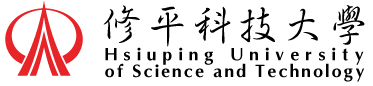 修平科技大學
Hsiuping University
of Science and Technology